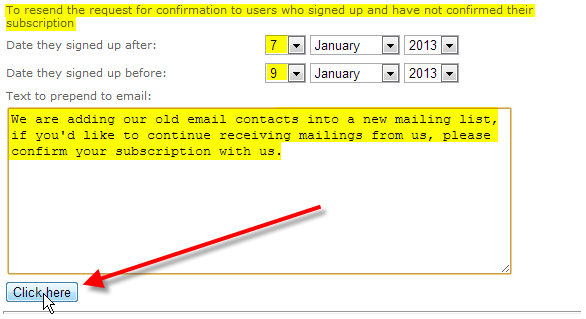 To resend the request for confirmation to users who signed up and have not confirmed their
subscription
Date they signed up after: 7 January 2013
Date they signed up before: 9 January 2013
Text to prepend to email:
We are adding our old email contacts into a new mailing list,
if you'd like to continue receiving mailings from us, please
confirm your subscription with us.
Click here